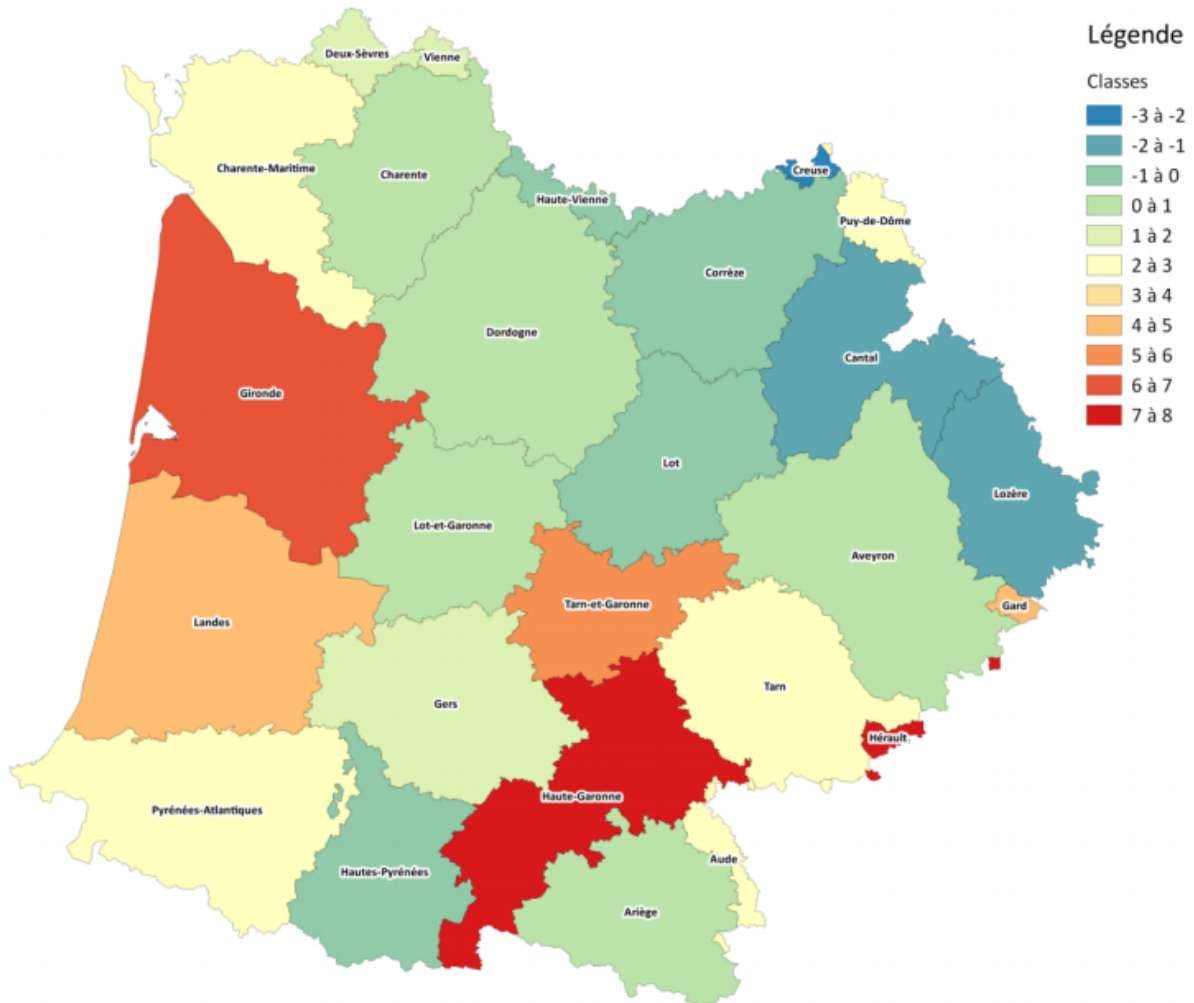 Légende
Classes
-3 à -2
-2 à -1
-1 à 0
0 à 1
1 à 2
2 à 3
3 à 4
4 à 5
5 à 6
6 à 7
7 à 8
Deux-Sèvres
Vienne
Charente-Maritime
Charente
Haute-Vienne
Creuse
Puy-de-Dôme
Corrèze
Dordogne
Cantal
Gironde
Lot
Lozère
Lot-et-Garonne
Aveyron
Tarn-et-Garonne
Gard
Landes
Tarn
Gers
Hérault
Haute-Garonne
Pyrénées-Atlantiques
Aude
Hautes-Pyrénées
Ariège